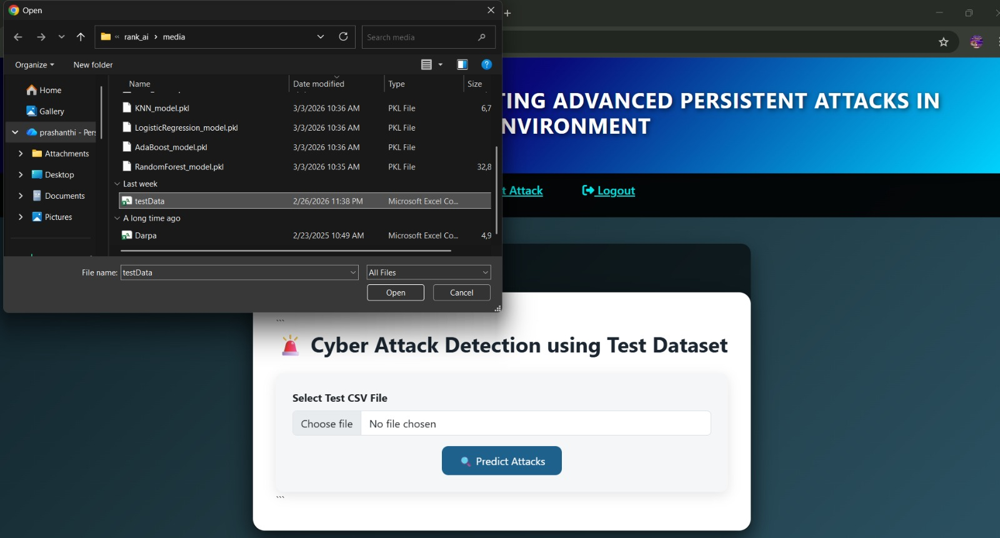 Open
rank_ai
media
Search media
Organize
New folder
Name
Date modified
Type
Size
Home
Gallery
prashanthi - Pers
Attachments
Desktop
Documents
Pictures
KNN_model.pkl 3/3/2026 10:36 AM PKL File 6,7
LogisticRegression_model.pkl 3/3/2026 10:36 AM PKL File
AdaBoost_model.pkl 3/3/2026 10:36 AM PKL File
RandomForest_model.pkl 3/3/2026 10:35 AM PKL File 32,8
Last week
testData 2/26/2026 11:38 PM Microsoft Excel Co...
A long time ago
Darpa 2/23/2025 10:49 AM Microsoft Excel Co... 4,9
File name: testData
All Files
Open
Cancel
TING ADVANCED PERSISTENT ATTACKS IN
NVIRONMENT
t Attack
Logout
```
Cyber Attack Detection using Test Dataset
Select Test CSV File
Choose file No file chosen
Predict Attacks
```